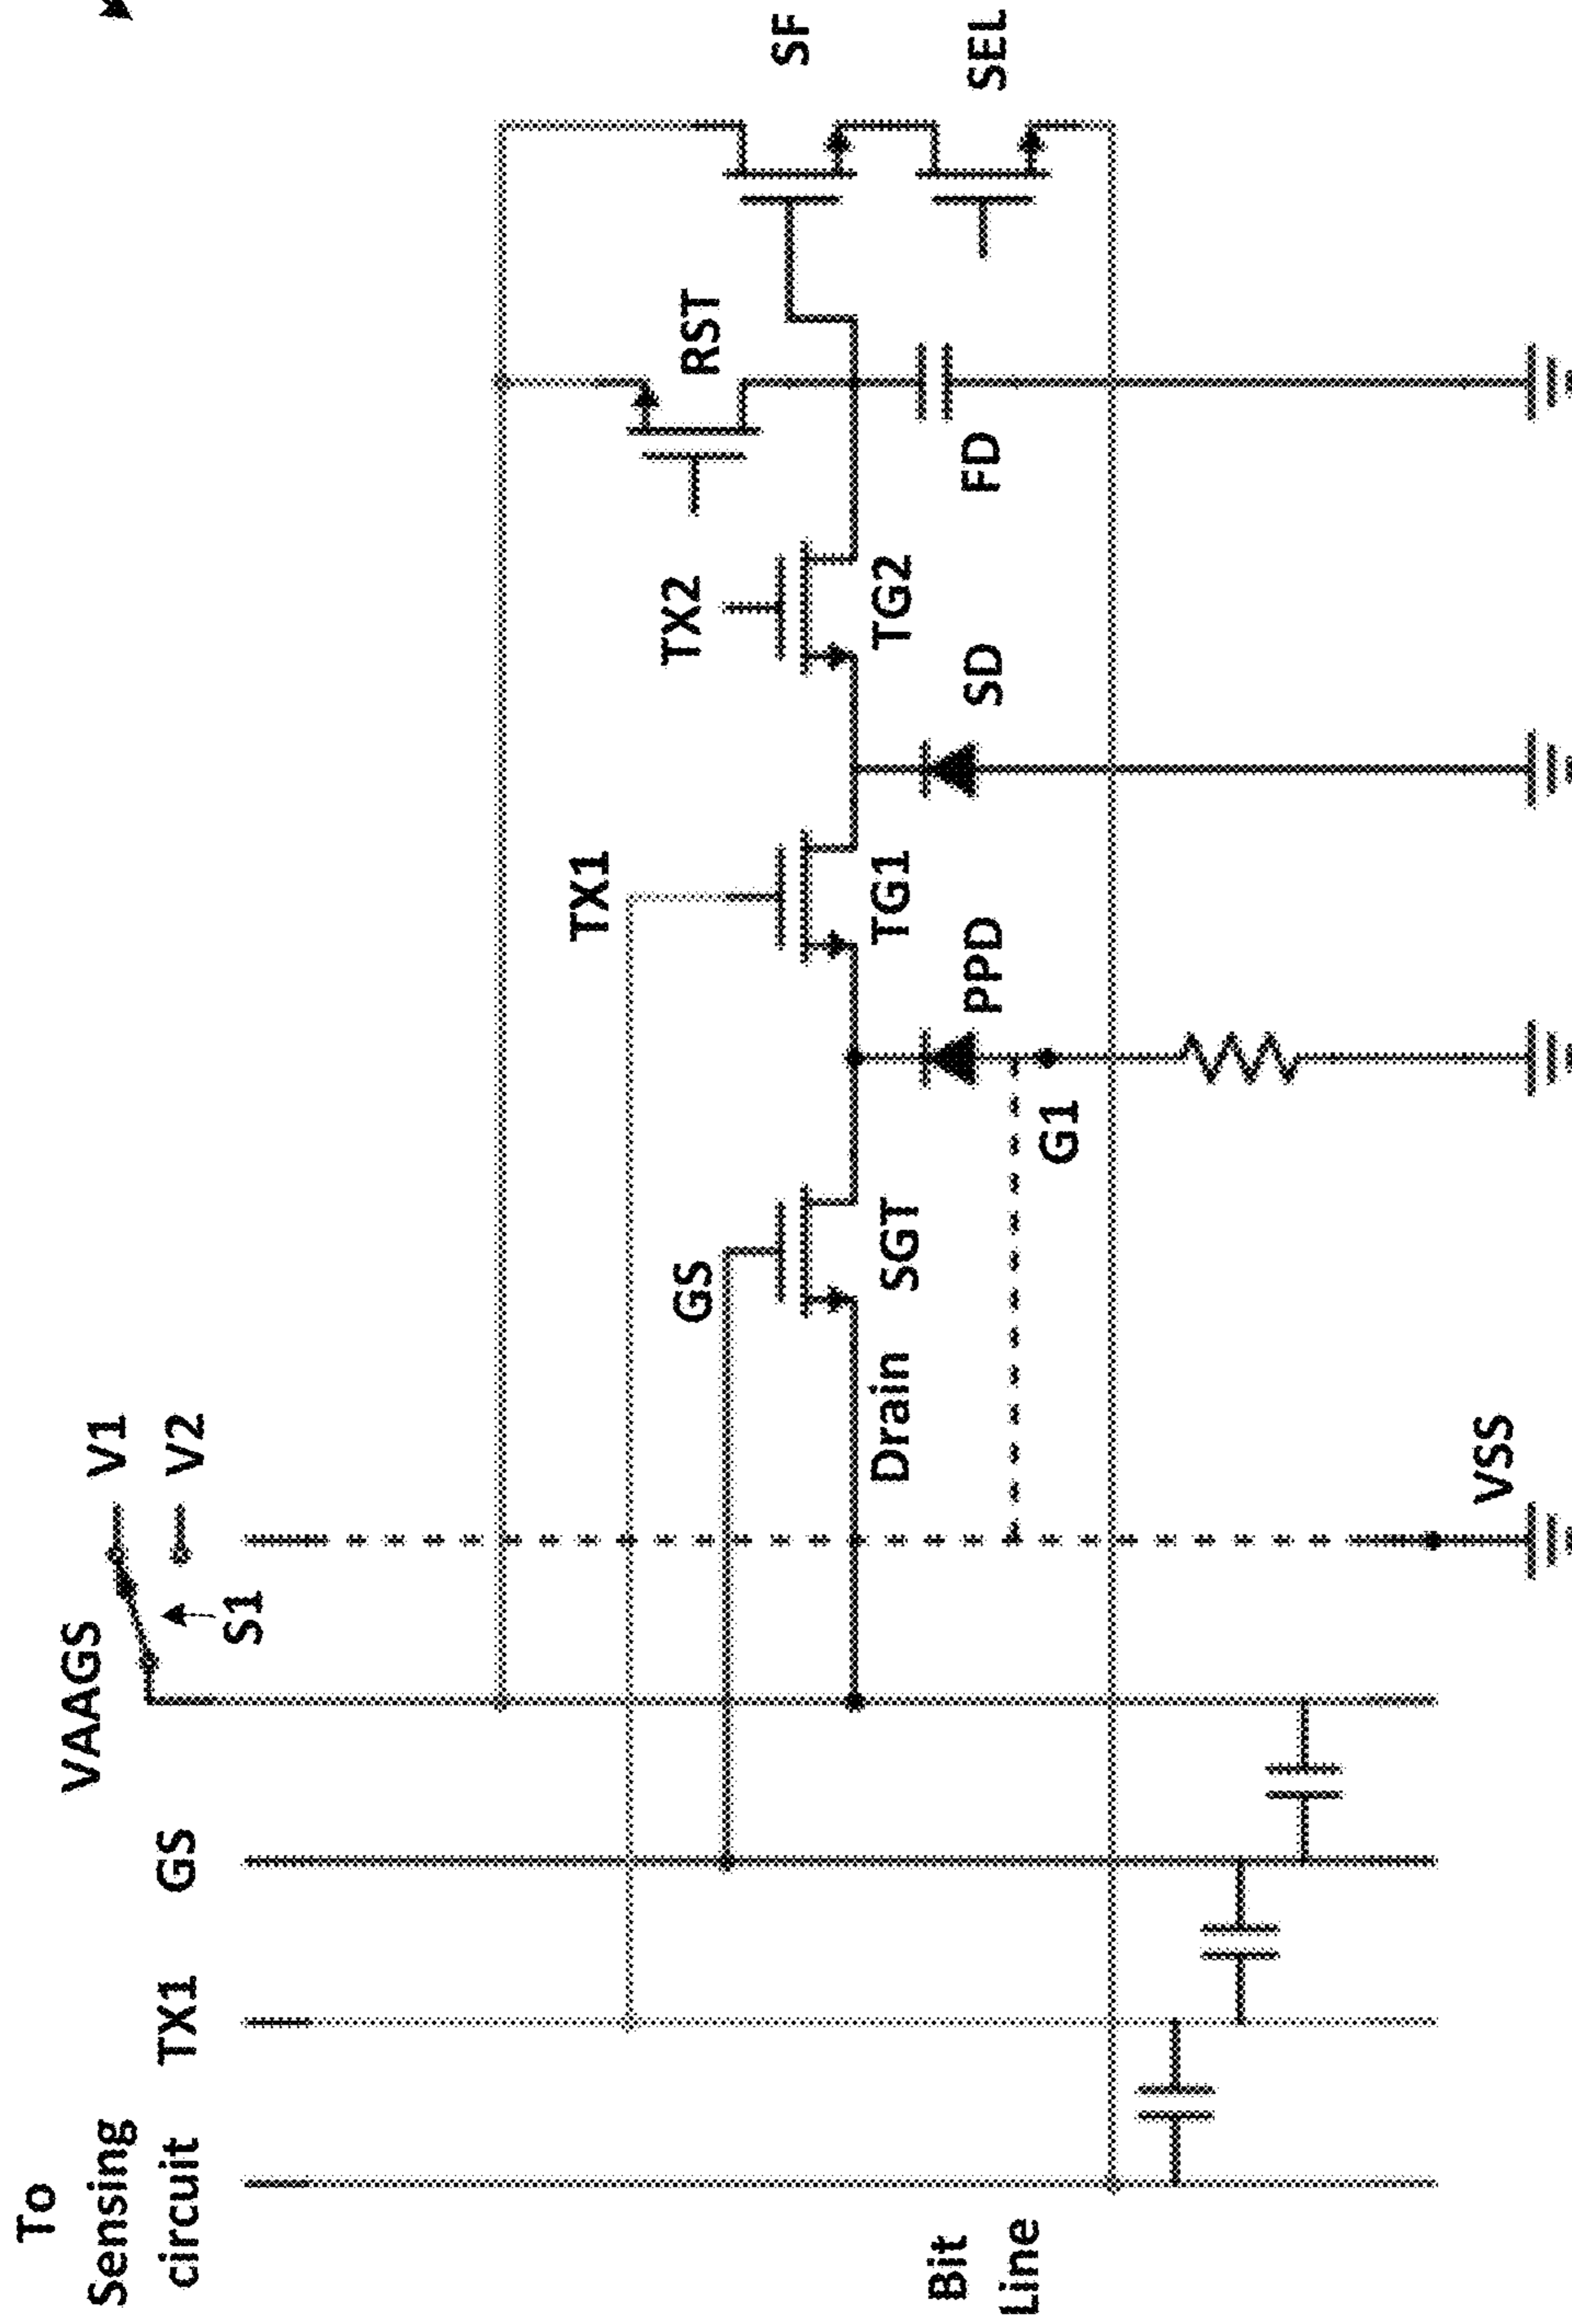 To
Sensing
circuit
TX1
GS
VAAGS
S1
V1
V2
Bit
Line
VSS
Drain
GS
SGT
G1
PPD
TX1
TG1
SD
TX2
TG2
FD
RST
SF
SEL